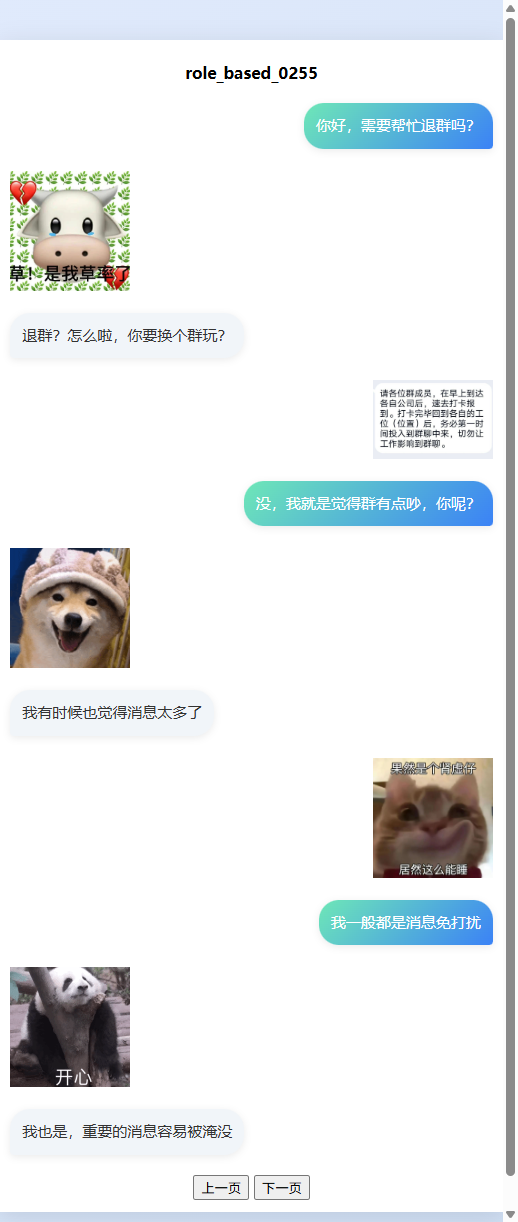 role_based_0255
你好，需要帮忙退群吗？
草！是我草率了
退群？怎么啦，你要换个群玩？
请各位群成员，在早上到达
各自公司后，速去打卡报
到。打卡完毕回到各自的工
位（位置）后，务必第一时
间投入到群聊中来，切勿让
工作影响到群聊。
没，我就是觉得群有点吵，你呢？
我有时候也觉得消息太多了
果然是个肾虚仔
居然这么能睡
我一般都是消息免打扰
开心
我也是，重要的消息容易被淹没
上一页 下一页